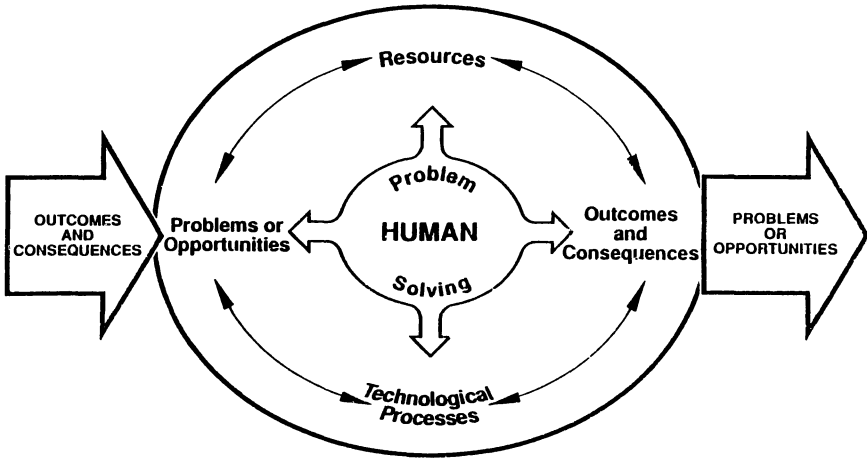 Resources
Problem
OUTCOMES
AND
CONSEQUENCES
Problems or
Opportunities
HUMAN
Outcomes
and
Consequences
PROBLEMS
OR
OPPORTUNITIES
Solving
Technological
Processes